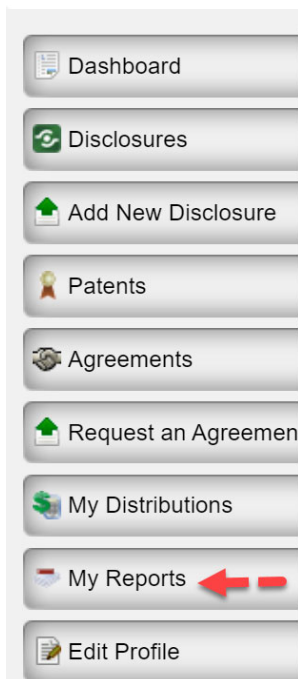 Dashboard
Disclosures
Add New Disclosure
Patents
Agreements
Request an Agreemen
My Distributions
My Reports
Edit Profile